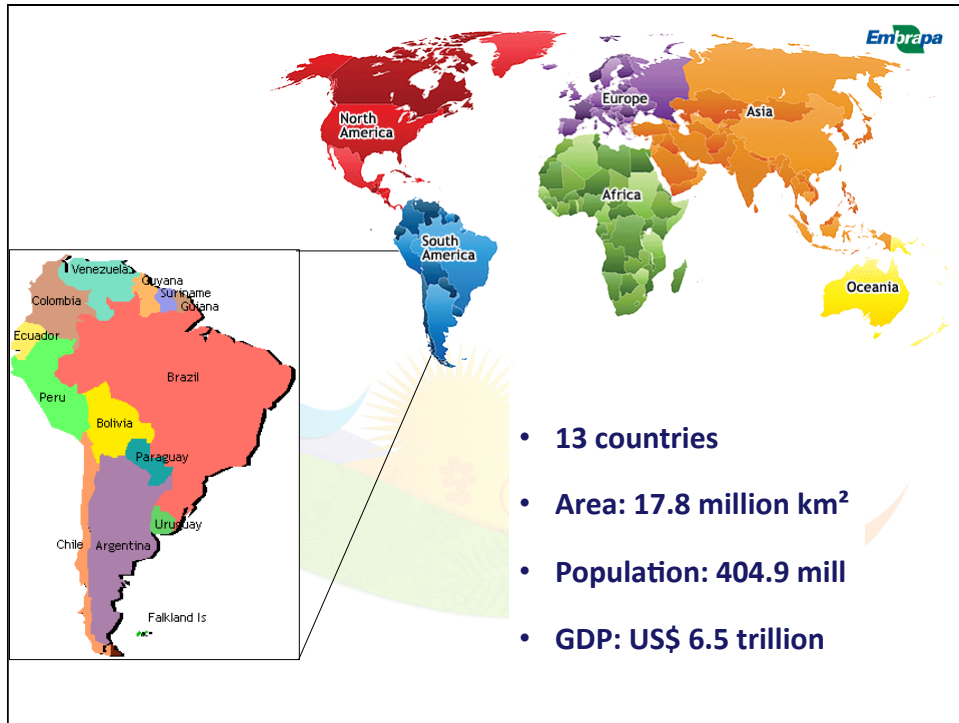 Embrapa
North
America
Europe
Asia
Africa
South
America
Oceania
Venezuela
Guyana
Suriname
Guiana
Colombia
Ecuador
Peru
Brazil
Bolivia
Paraguay
Uruguay
Chile
Argentina
Falkland Is
• 13 countries
• Area: 17.8 million km²
• Population: 404.9 mill
• GDP: US$ 6.5 trillion